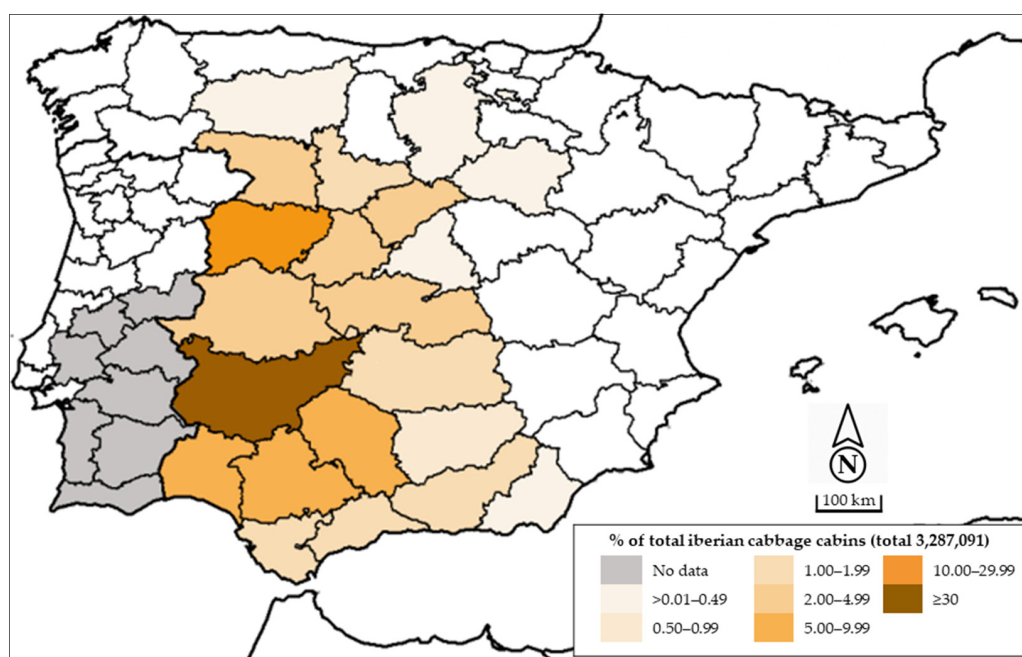 N
100 km
% of total iberian cabbage cabins (total 3,287,091)
No data
>0.01–0.49
0.50–0.99
1.00–1.99
2.00–4.99
5.00–9.99
10.00–29.99
≥30